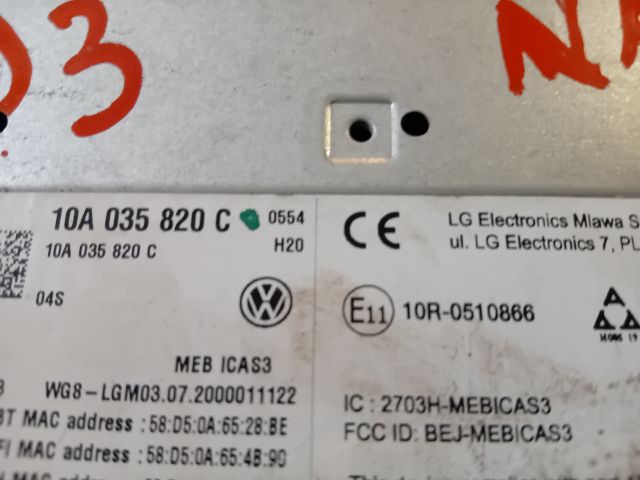 03
10A 035 820 C 0554
10A 035 820 C H20
04S
VW
MEB ICAS3
WG8-LGM03.07.2000011122
BT MAC address : 58:D5:0A:65:28:BE
FI MAC address : 58:D5:0A:65:4B:90
CE
LG Electronics Mlawa S
ul. LG Electronics 7, PL
E11 10R-0510866
IC : 2703H-MEBICAS3
FCC ID: BEJ-MEBICAS3